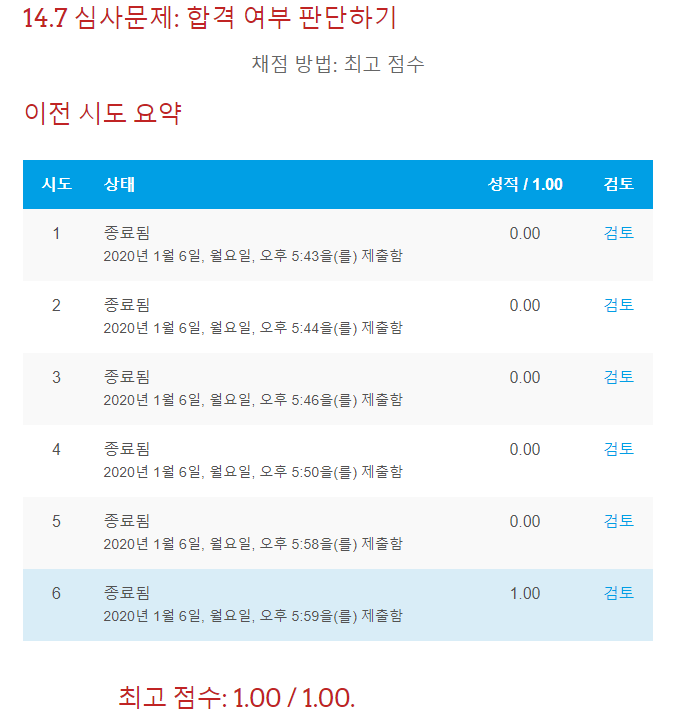 14.7 심사문제: 합격 여부 판단하기
채점 방법: 최고 점수
이전 시도 요약
시도 상태 성적 / 1.00 검토
1 종료됨 0.00 검토
2020년 1월 6일, 월요일, 오후 5:43을(를) 제출함
2 종료됨 0.00 검토
2020년 1월 6일, 월요일, 오후 5:44을(를) 제출함
3 종료됨 0.00 검토
2020년 1월 6일, 월요일, 오후 5:46을(를) 제출함
4 종료됨 0.00 검토
2020년 1월 6일, 월요일, 오후 5:50을(를) 제출함
5 종료됨 0.00 검토
2020년 1월 6일, 월요일, 오후 5:58을(를) 제출함
6 종료됨 1.00 검토
2020년 1월 6일, 월요일, 오후 5:59을(를) 제출함
최고 점수: 1.00 / 1.00.